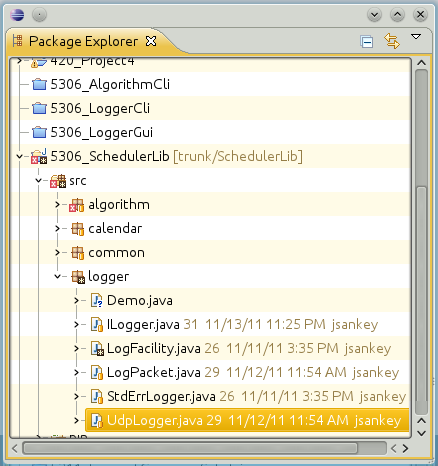 Package Explorer
420_Project4
5306_AlgorithmCli
5306_LoggerCli
5306_LoggerGui
5306_SchedulerLib [trunk/SchedulerLib]
src
algorithm
calendar
common
logger
Demo.java
ILogger.java 31 11/13/11 11:25 PM jsankey
LogFacility.java 26 11/11/11 3:35 PM jsankey
LogPacket.java 29 11/12/11 11:54 AM jsankey
StdErrLogger.java 26 11/11/11 3:35 PM jsankey
UdpLogger.java 29 11/12/11 11:54 AM jsankey